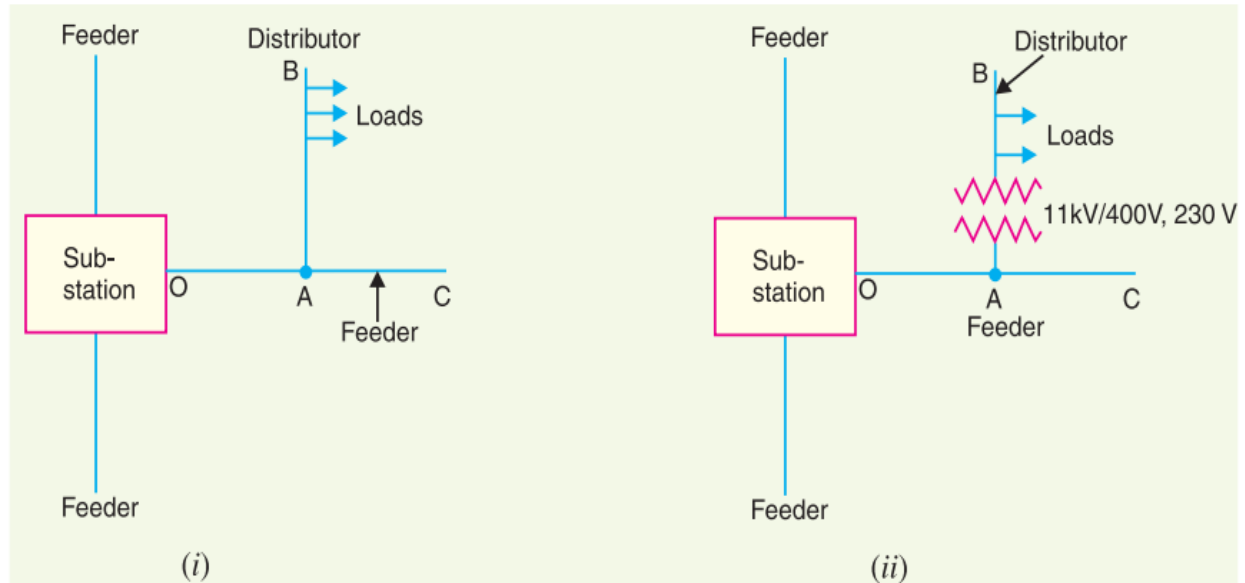 Feeder
Distributor
B
Loads
Sub-
station
O
A
C
Feeder
Feeder
(i)
Feeder
Distributor
B
Loads
11kV/400V, 230 V
Sub-
station
O
A
C
Feeder
Feeder
(ii)